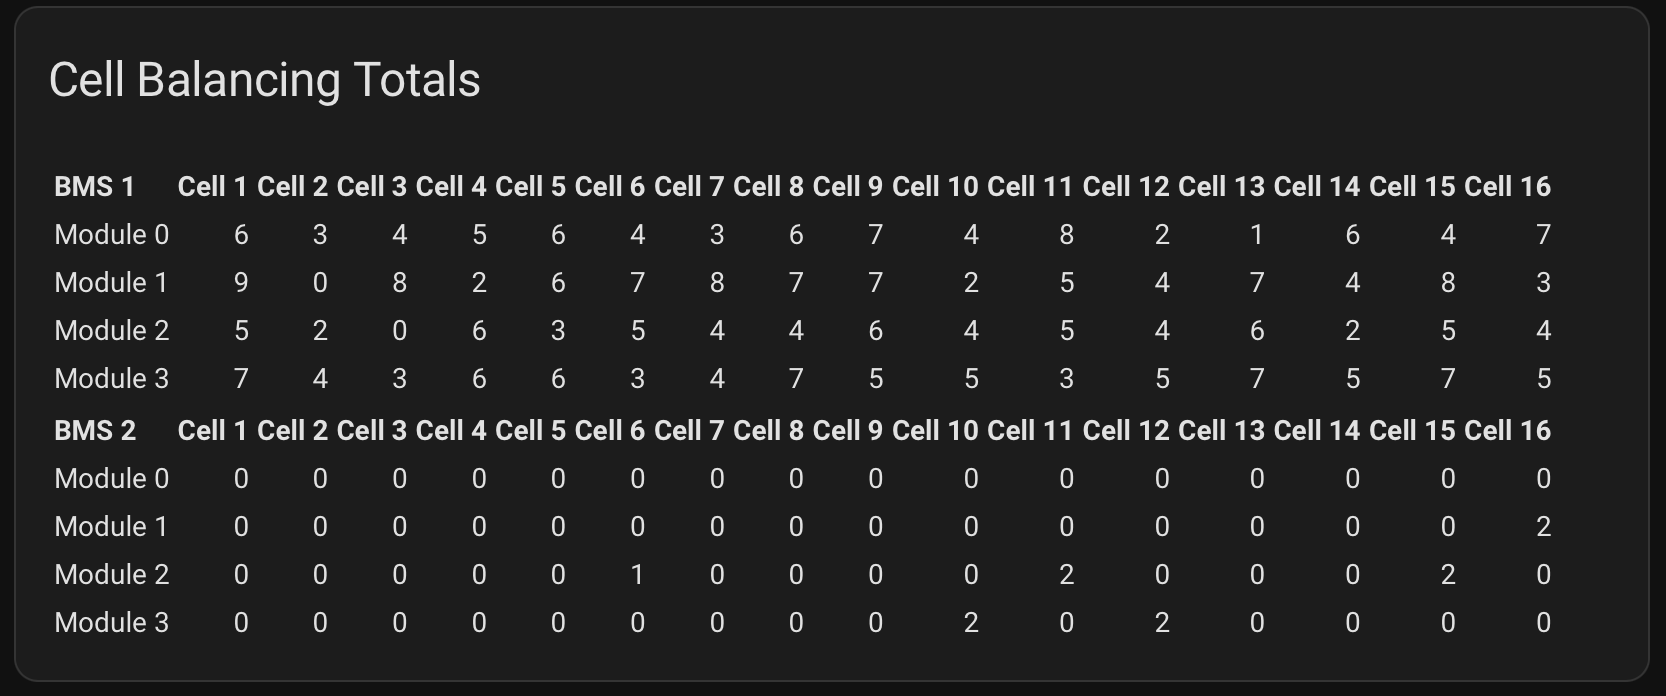 Cell Balancing Totals
BMS 1 Cell 1 Cell 2 Cell 3 Cell 4 Cell 5 Cell 6 Cell 7 Cell 8 Cell 9 Cell 10 Cell 11 Cell 12 Cell 13 Cell 14 Cell 15 Cell 16
Module 0 6 3 4 5 6 4 3 6 7 4 8 2 1 6 4 7
Module 1 9 0 8 2 6 7 8 7 7 2 5 4 7 4 8 3
Module 2 5 2 0 6 3 5 4 4 6 4 5 4 6 2 5 4
Module 3 7 4 3 6 6 3 4 7 5 5 3 5 7 5 7 5
BMS 2 Cell 1 Cell 2 Cell 3 Cell 4 Cell 5 Cell 6 Cell 7 Cell 8 Cell 9 Cell 10 Cell 11 Cell 12 Cell 13 Cell 14 Cell 15 Cell 16
Module 0 0 0 0 0 0 0 0 0 0 0 0 0 0 0 0 0
Module 1 0 0 0 0 0 0 0 0 0 0 0 0 0 0 0 2
Module 2 0 0 0 0 0 1 0 0 0 0 2 0 0 0 2 0
Module 3 0 0 0 0 0 0 0 0 0 2 0 2 0 0 0 0